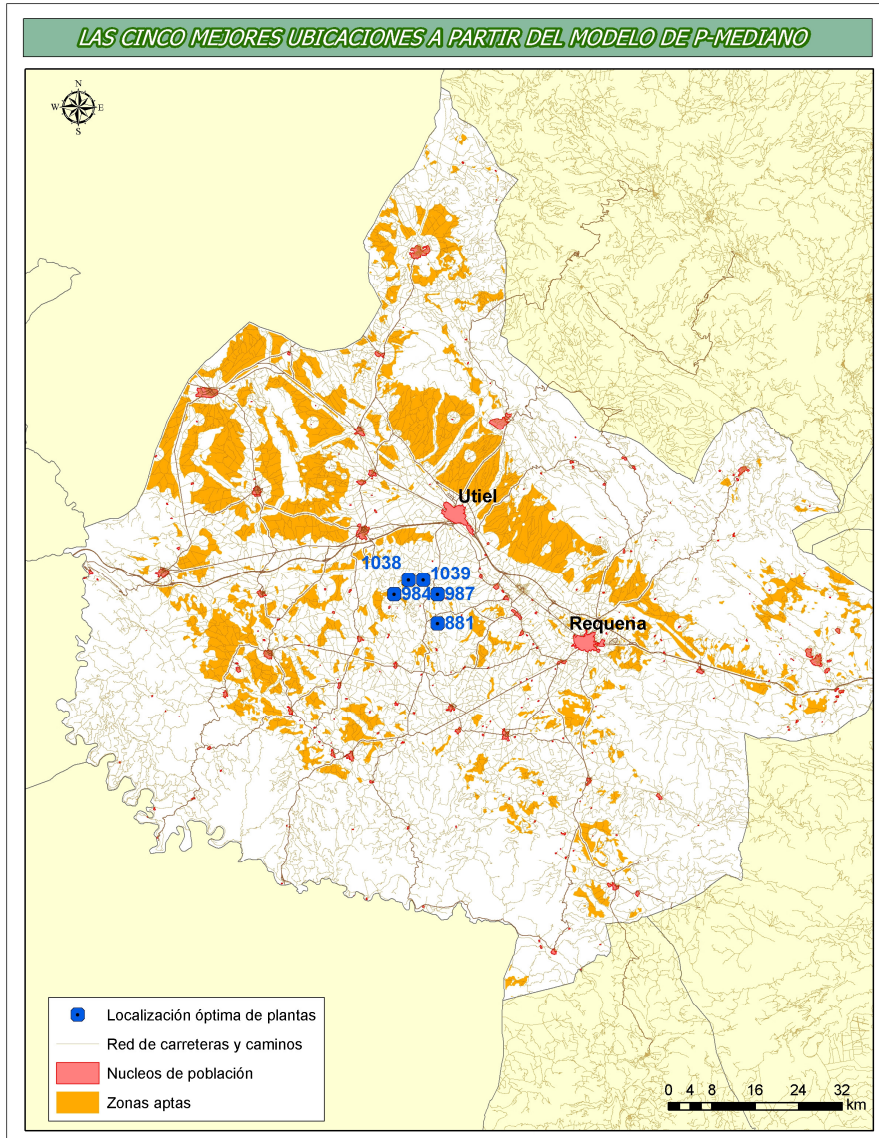 LAS CINCO MEJORES UBICACIONES A PARTIR DEL MODELO DE P-MEDIANO
N
W E
S
Utiel
1038 1039
984 987
881
Requena
Localización óptima de plantas
Red de carreteras y caminos
Nucleos de población
Zonas aptas
0 4 8 16 24 32
km